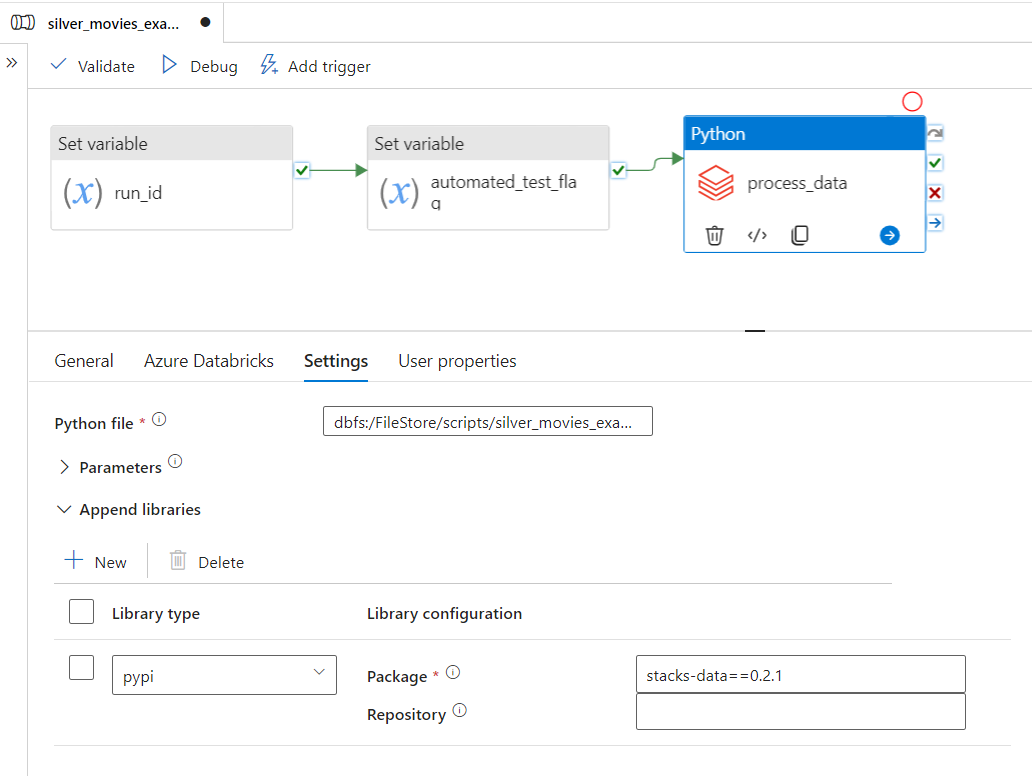 silver_movies_exa...
Validate
Debug
Add trigger
Set variable
(x) run_id
Set variable
(x) automated_test_fla
g
Python
process_data
General
Azure Databricks
Settings
User properties
Python file *
dbfs:/FileStore/scripts/silver_movies_exa...
Parameters
Append libraries
New
Delete
Library type
Library configuration
pypi
Package *
stacks-data==0.2.1
Repository